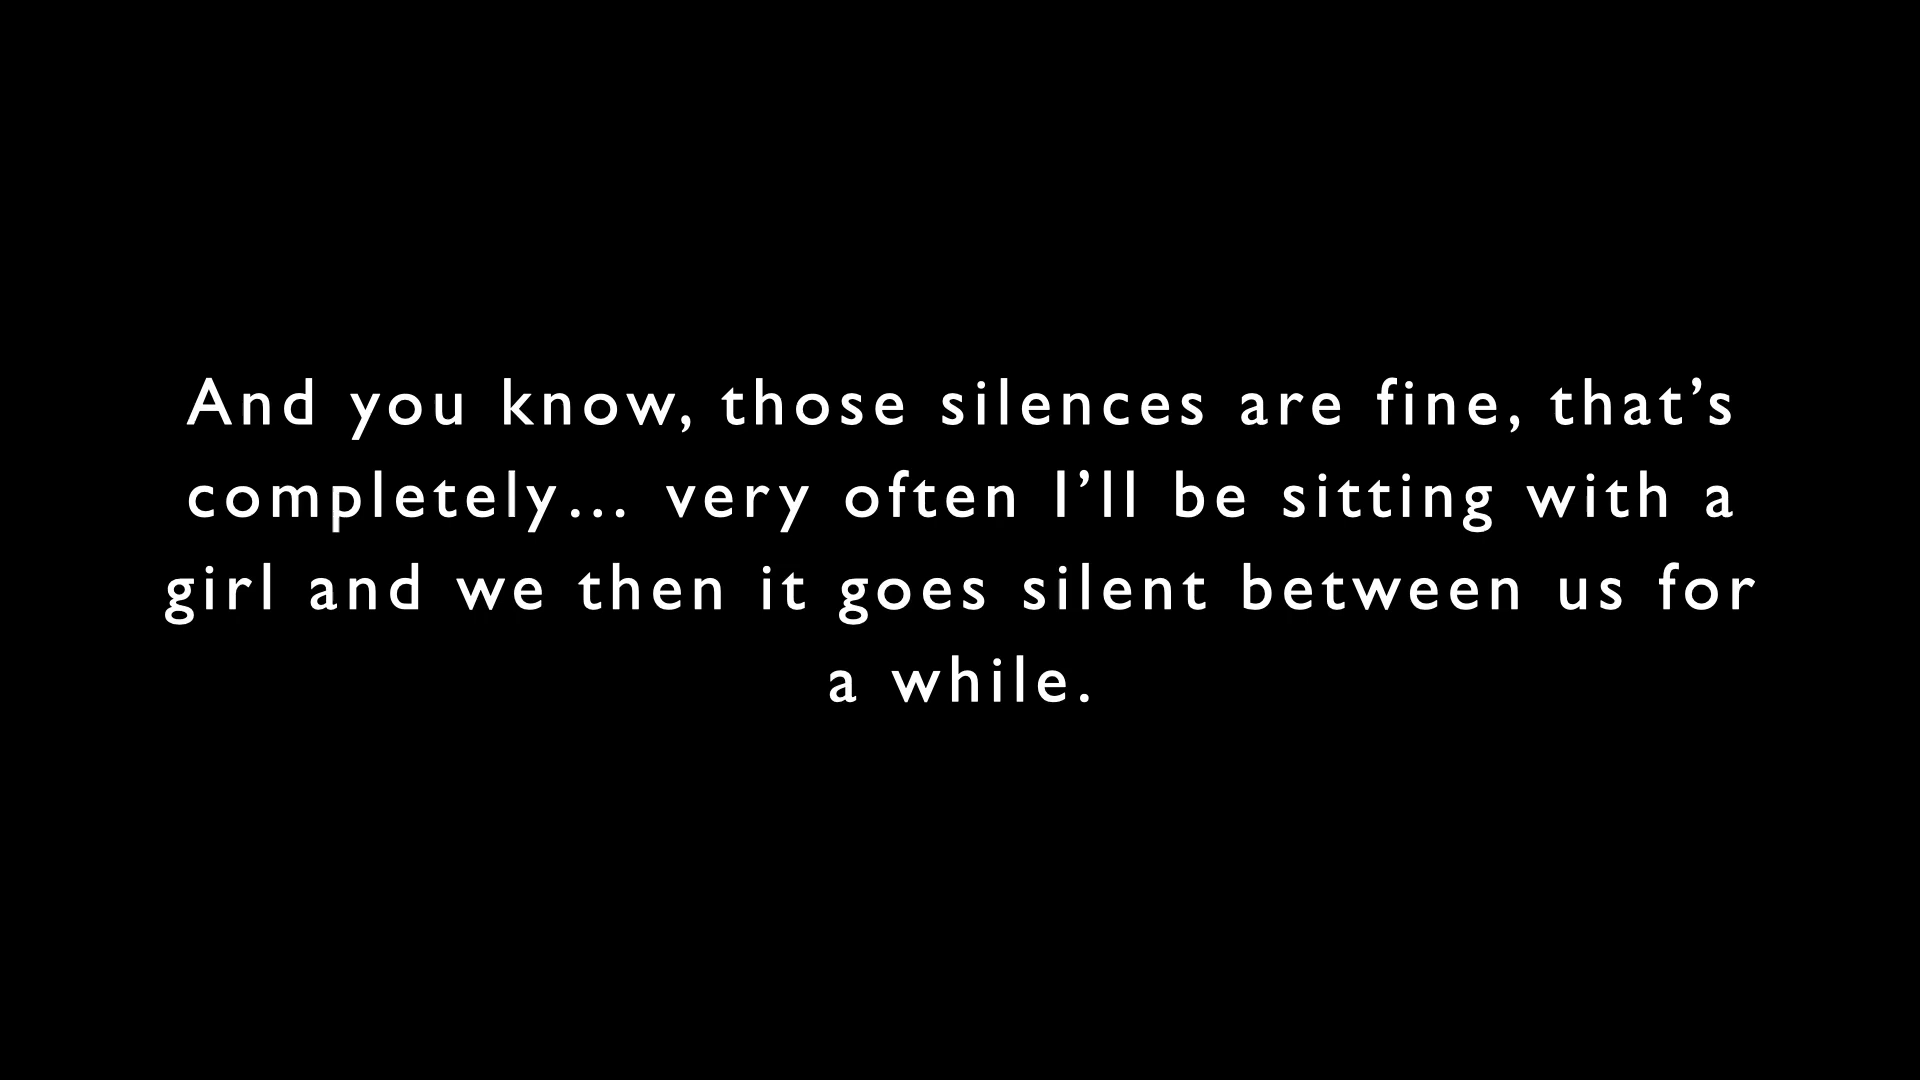 And you know, those silences are fine, that’s
completely… very often I’ll be sitting with a
girl and we then it goes silent between us for
a while.